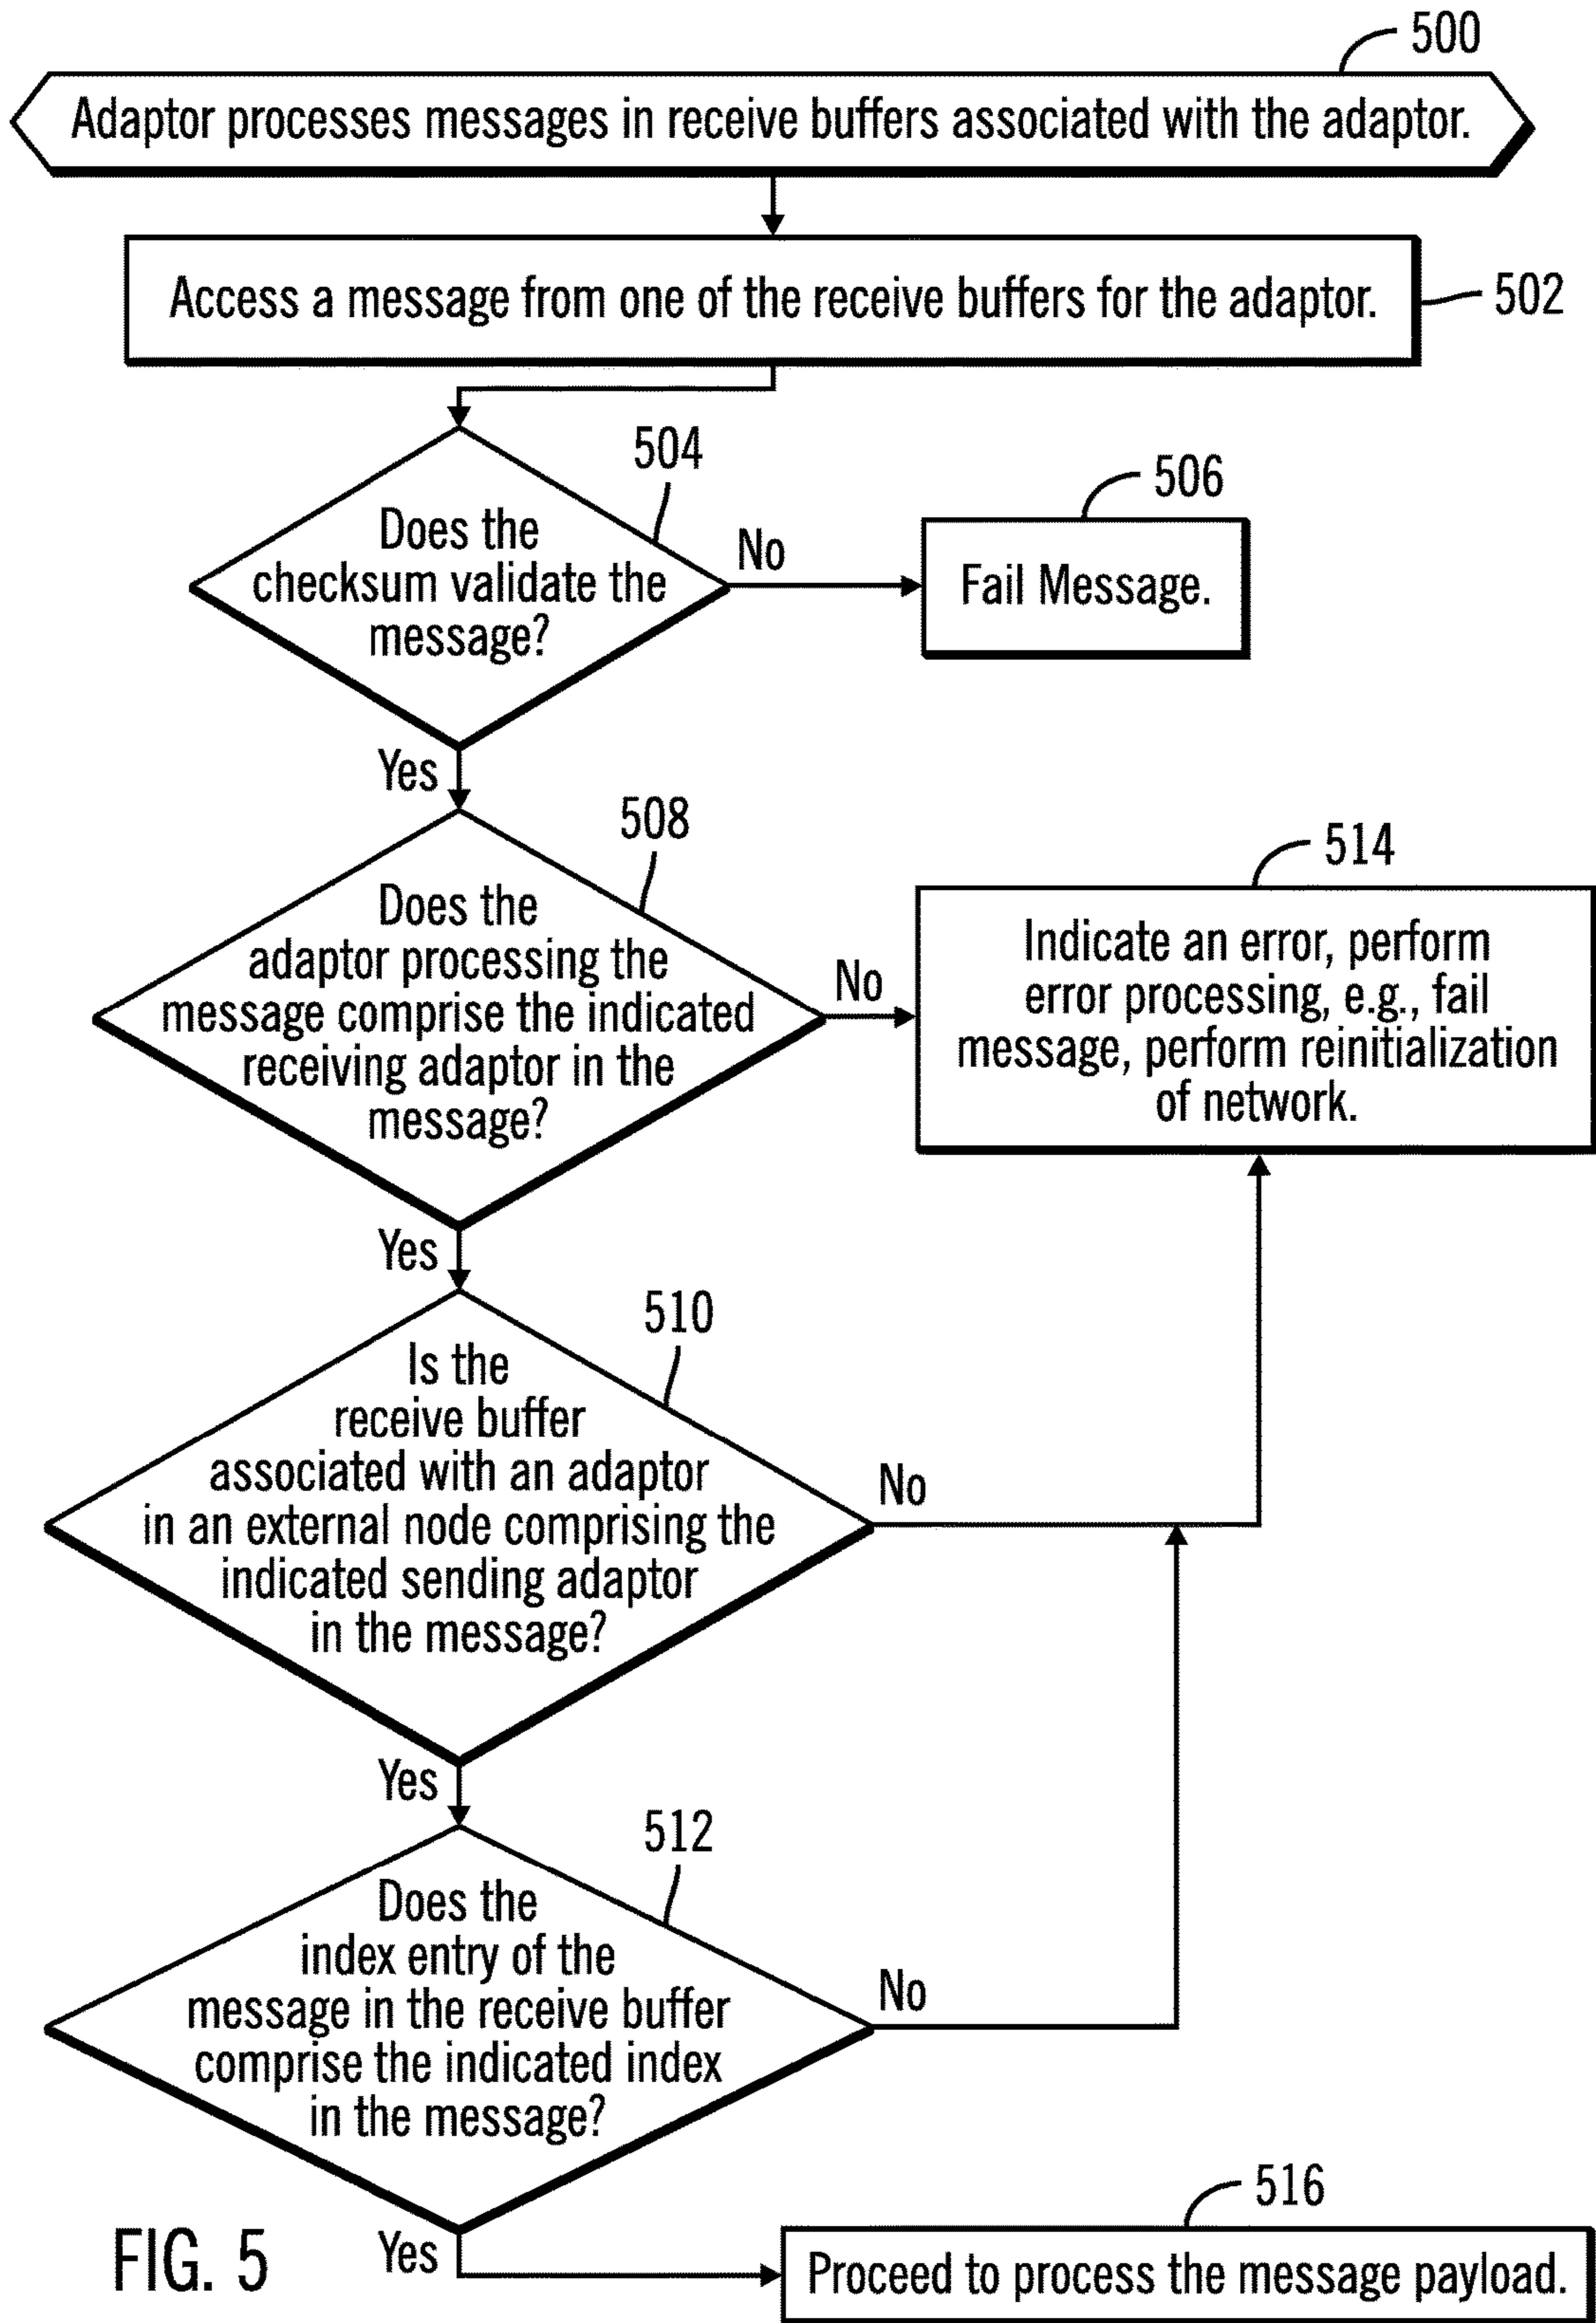 500
Adaptor processes messages in receive buffers associated with the adaptor.
Access a message from one of the receive buffers for the adaptor.
502
504
Does the
checksum validate the
message?
No
506
Fail Message.
Yes
508
Does the
adaptor processing the
message comprise the indicated
receiving adaptor in the
message?
No
514
Indicate an error, perform
error processing, e.g., fail
message, perform reinitialization
of network.
Yes
510
Is the
receive buffer
associated with an adaptor
in an external node comprising the
indicated sending adaptor
in the message?
No
Yes
512
Does the
index entry of the
message in the receive buffer
comprise the indicated index
in the message?
No
Yes
516
Proceed to process the message payload.
FIG. 5